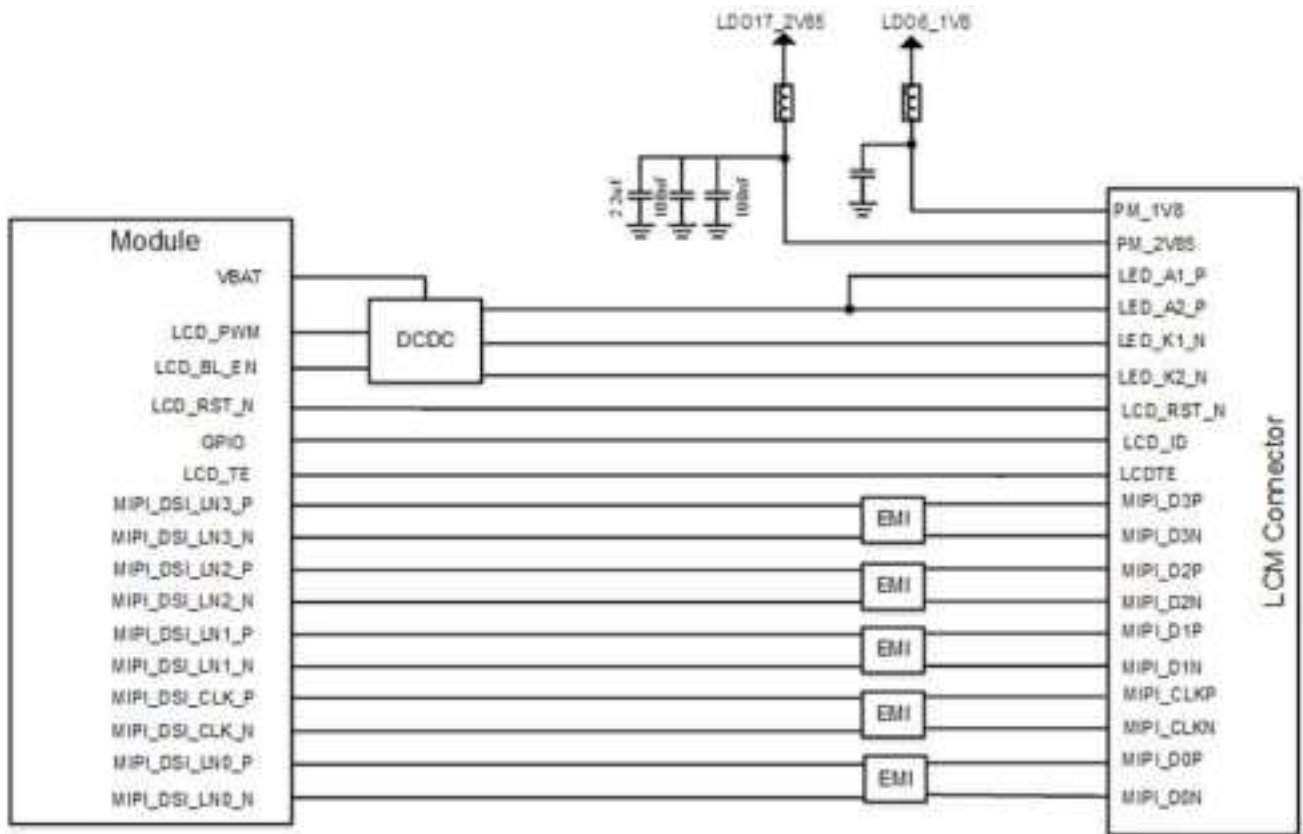 LDO17_2V85 LDO6_1V8
2.2uF 100nF 100nF
Module
VBAT
LCD_PWM
LCD_BL_EN
LCD_RST_N
GPIO
LCD_TE
MIPI_DSI_LN3_P
MIPI_DSI_LN3_N
MIPI_DSI_LN2_P
MIPI_DSI_LN2_N
MIPI_DSI_LN1_P
MIPI_DSI_LN1_N
MIPI_DSI_CLK_P
MIPI_DSI_CLK_N
MIPI_DSI_LN0_P
MIPI_DSI_LN0_N
DCDC
EMI
EMI
EMI
EMI
EMI
PM_1V8
PM_2V85
LED_A1_P
LED_A2_P
LED_K1_N
LED_K2_N
LCD_RST_N
LCD_ID
LCDTE
MIPI_D3P
MIPI_D3N
MIPI_D2P
MIPI_D2N
MIPI_D1P
MIPI_D1N
MIPI_CLKP
MIPI_CLKN
MIPI_D0P
MIPI_D0N
LCM Connector